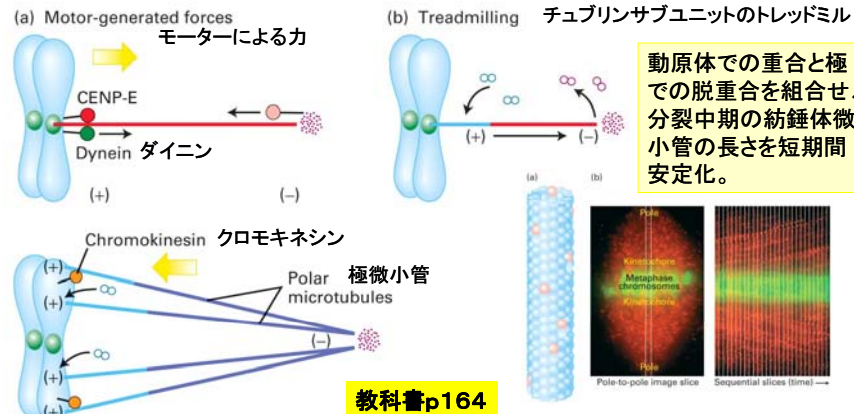 (a) Motor-generated forces
モーターによる力
CENP-E
Dynein ダイニン
(+)
(−)
Chromokinesin クロモキネシン
(+)
(+)
(+)
(+)
Polar 極微小管
microtubules
(−)
教科書p164
(b) Treadmilling チュブリンサブユニットのトレッドミル
(+)
(−)
動原体での重合と極
での脱重合を組合せ、
分裂中期の紡錘体微
小管の長さを短期間
安定化。
(a)
(b)
Pole
Kinetochore
Metaphase
chromosomes
Kinetochore
Pole
Pole-to-pole image slice
Sequential slices (time) →